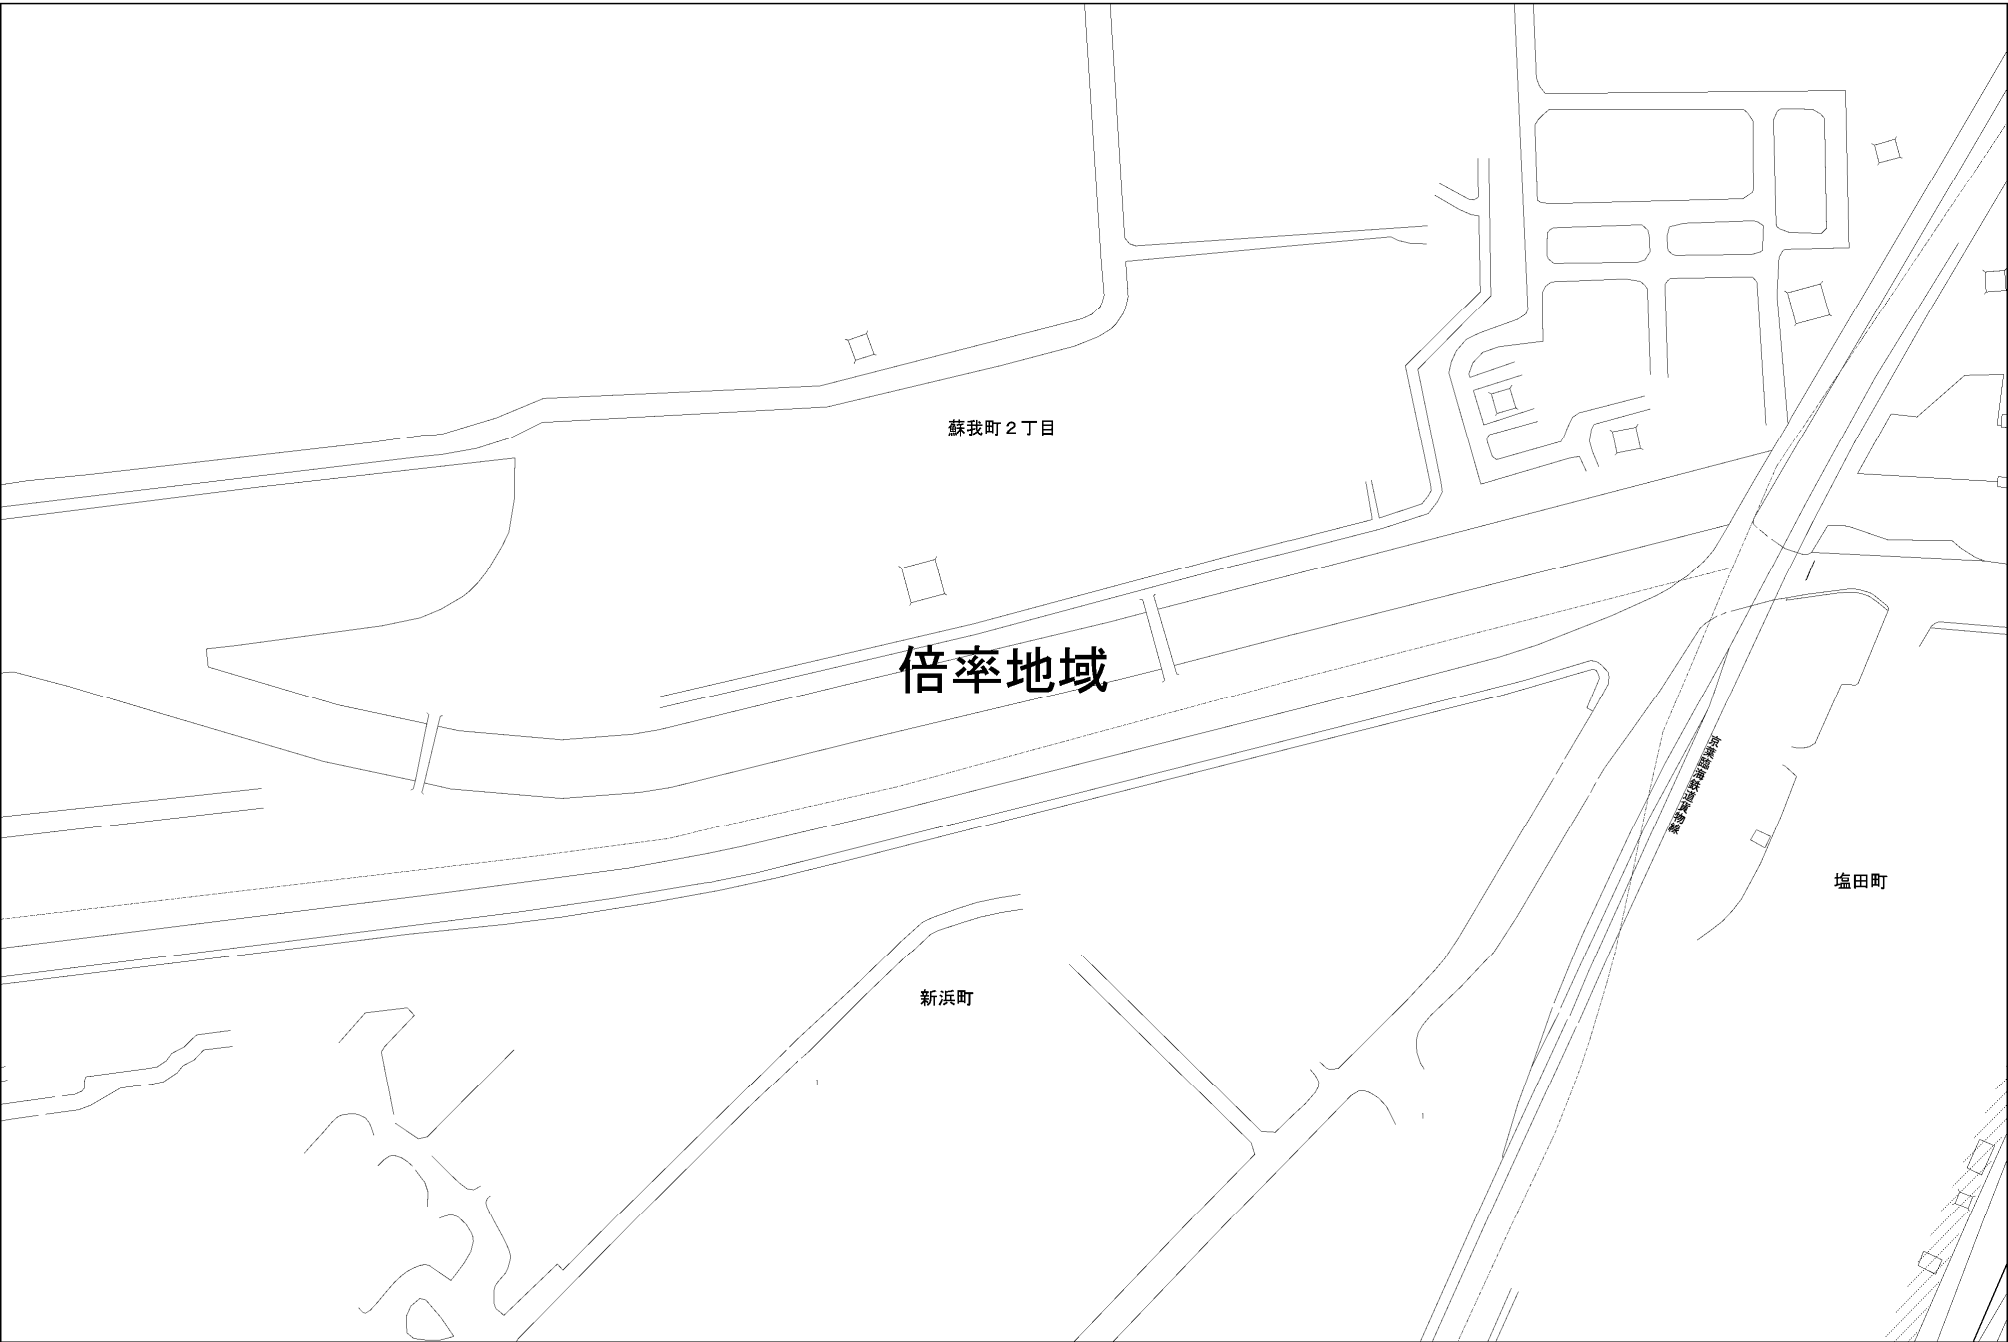 蘇我町２丁目
倍率地域
京葉臨海鉄道貨物線
塩田町
新浜町